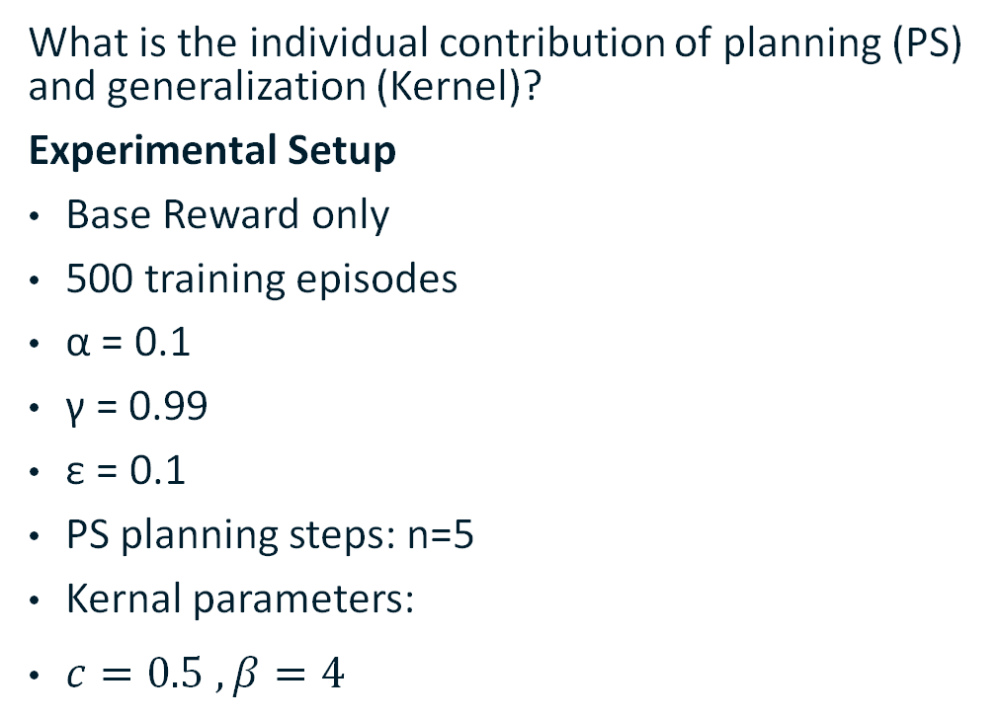 What is the individual contribution of planning (PS)
and generalization (Kernel)?
Experimental Setup
• Base Reward only
• 500 training episodes
• α = 0.1
• γ = 0.99
• ε = 0.1
• PS planning steps: n=5
• Kernal parameters:
• c = 0.5 , β = 4